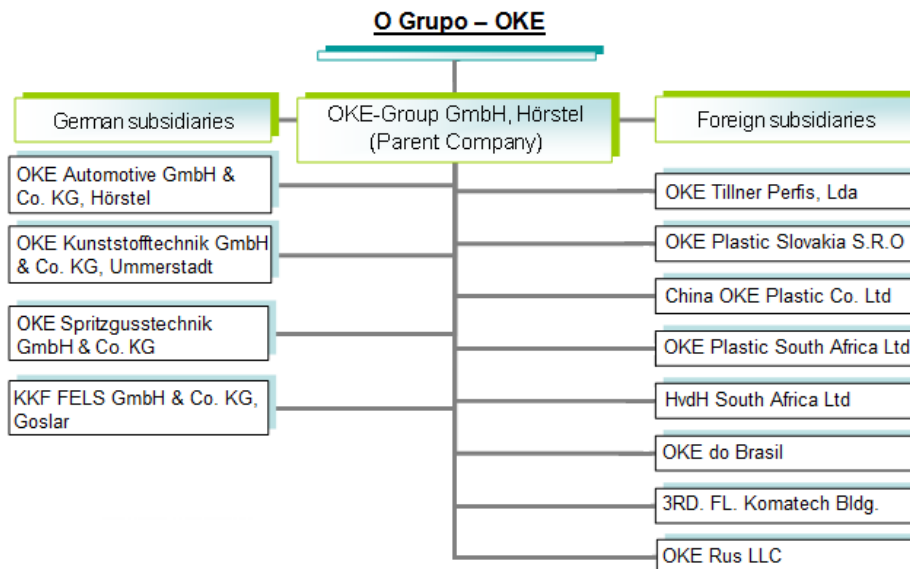 O Grupo – OKE
German subsidiaries
OKE-Group GmbH, Hörstel
(Parent Company)
Foreign subsidiaries
OKE Automotive GmbH &
Co. KG, Hörstel
OKE Kunststofftechnik GmbH
& Co. KG, Ummerstadt
OKE Spritzgusstechnik
GmbH & Co. KG
KKF FELS GmbH & Co. KG,
Goslar
OKE Tillner Perfis, Lda
OKE Plastic Slovakia S.R.O
China OKE Plastic Co. Ltd
OKE Plastic South Africa Ltd
HvdH South Africa Ltd
OKE do Brasil
3RD. FL. Komatech Bldg.
OKE Rus LLC